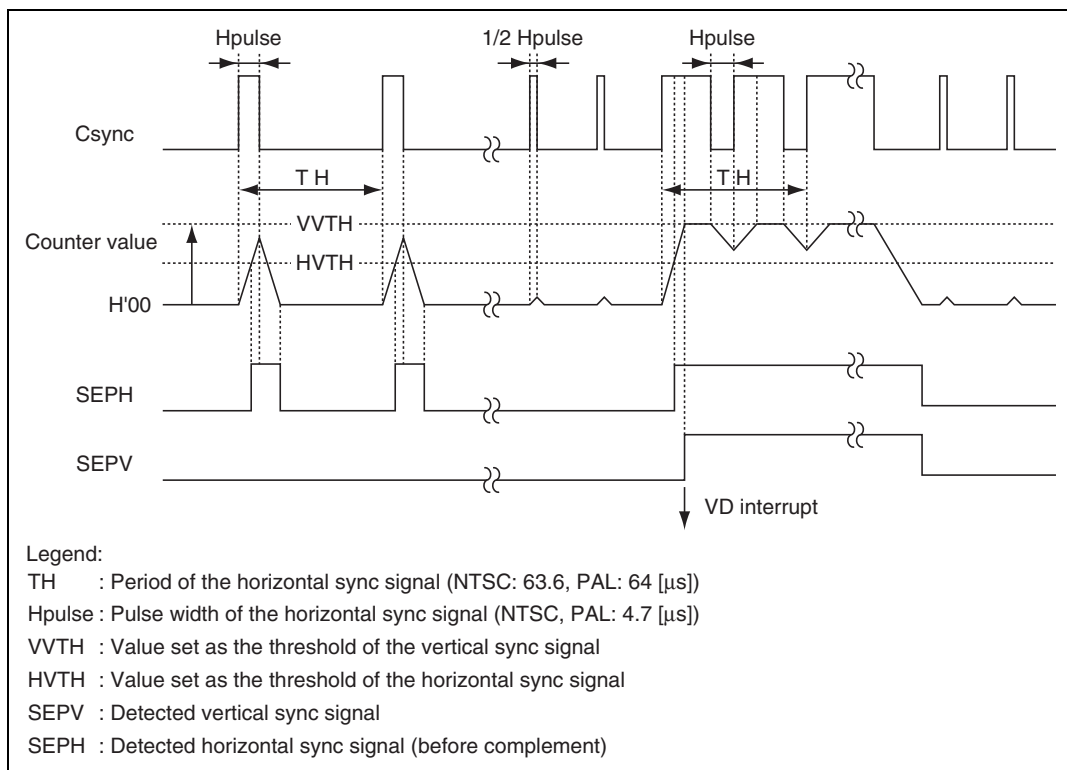 Hpulse 1/2 Hpulse Hpulse
Csync
T H T H
VVTH
Counter value
HVTH
H'00
SEPH
SEPV
VD interrupt
Legend:
TH : Period of the horizontal sync signal (NTSC: 63.6, PAL: 64 [μs])
Hpulse : Pulse width of the horizontal sync signal (NTSC, PAL: 4.7 [μs])
VVTH : Value set as the threshold of the vertical sync signal
HVTH : Value set as the threshold of the horizontal sync signal
SEPV : Detected vertical sync signal
SEPH : Detected horizontal sync signal (before complement)